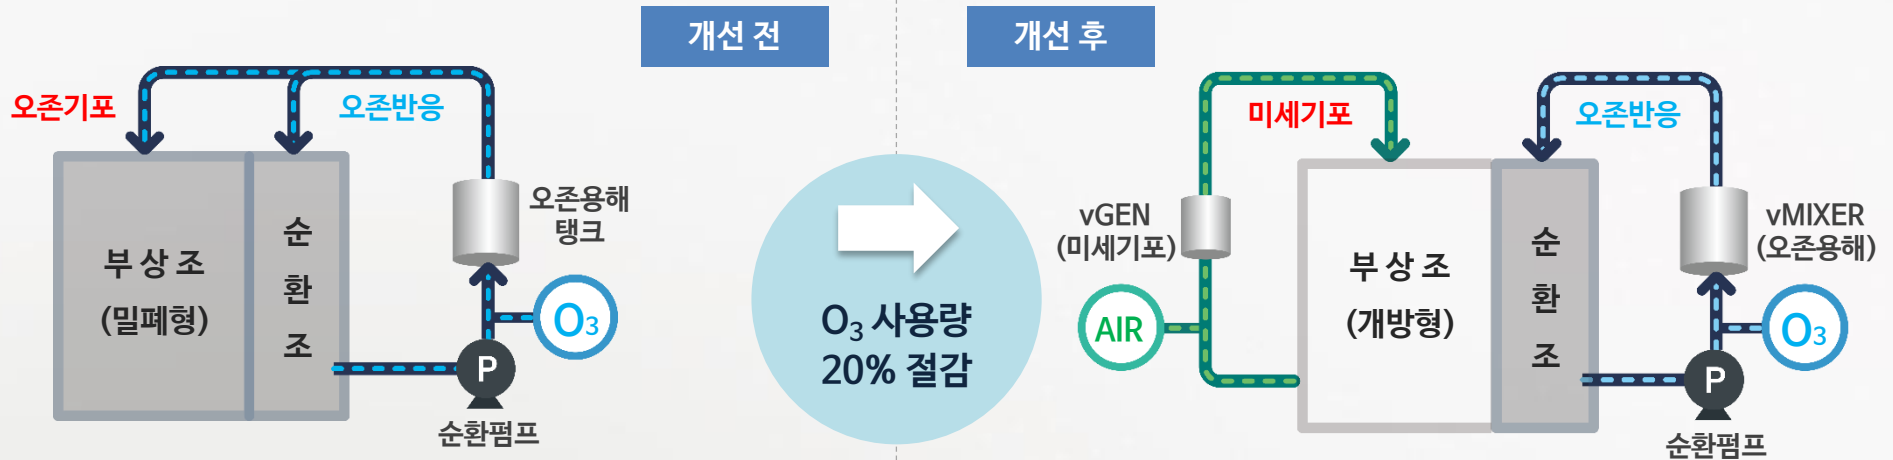 개선 전
오존기포
오존반응
부 상 조
(밀폐형)
순
환
조
오존용해
탱크
O₃
P
순환펌프
O₃ 사용량
20% 절감
개선 후
미세기포
오존반응
vGEN
(미세기포)
AIR
부 상 조
(개방형)
순
환
조
vMIXER
(오존용해)
O₃
P
순환펌프